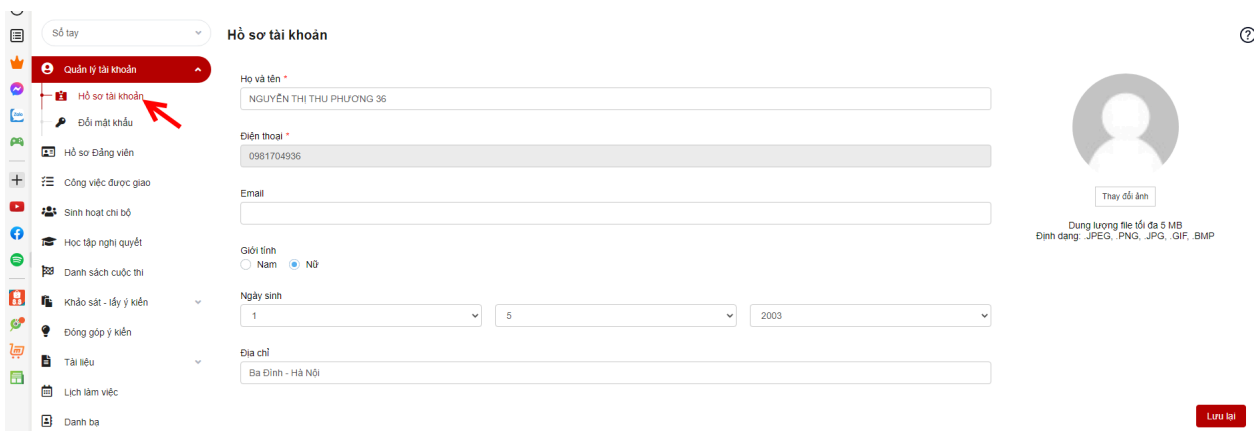 Sổ tay
Hồ sơ tài khoản
Quản lý tài khoản
Hồ sơ tài khoản
Đổi mật khẩu
Hồ sơ Đảng viên
Công việc được giao
Sinh hoạt chi bộ
Học tập nghị quyết
Danh sách cuộc thi
Khảo sát - lấy ý kiến
Đóng góp ý kiến
Tài liệu
Lịch làm việc
Danh bạ
Họ và tên *
NGUYỄN THỊ THU PHƯƠNG 36
Điện thoại *
0981704936
Email
Giới tính
Nam Nữ
Ngày sinh
1 5 2003
Địa chỉ
Ba Đình - Hà Nội
Thay đổi ảnh
Dung lượng file tối đa 5 MB
Định dạng: .JPEG, .PNG, .JPG, .GIF, .BMP
Lưu lại